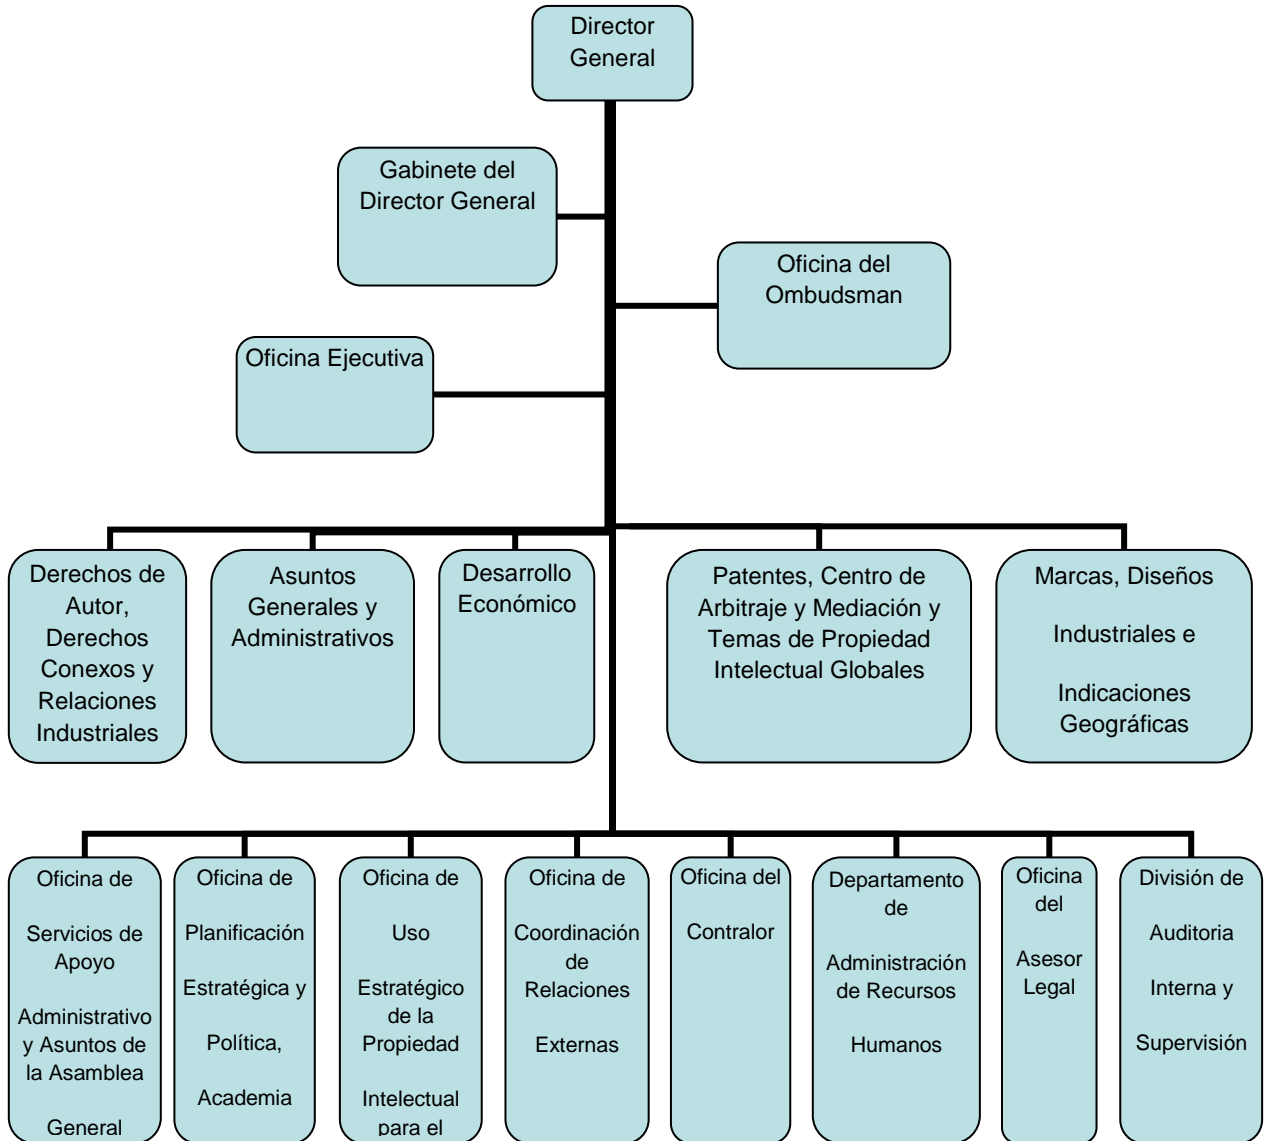 Director
General
Gabinete del
Director General
Oficina del
Ombudsman
Oficina Ejecutiva
Derechos de
Autor,
Derechos
Conexos y
Relaciones
Industriales
Asuntos
Generales y
Administrativos
Desarrollo
Económico
Patentes, Centro de
Arbitraje y Mediación y
Temas de Propiedad
Intelectual Globales
Marcas, Diseños
Industriales e
Indicaciones
Geográficas
Oficina de
Servicios de
Apoyo
Administrativo
y Asuntos de
la Asamblea
General
Oficina de
Planificación
Estratégica y
Política,
Academia
Oficina de
Uso
Estratégico
de la
Propiedad
Intelectual
para el
Oficina de
Coordinación
de
Relaciones
Externas
Oficina del
Contralor
Departamento
de
Administración
de Recursos
Humanos
Oficina
del
Asesor
Legal
División de
Auditoria
Interna y
Supervisión